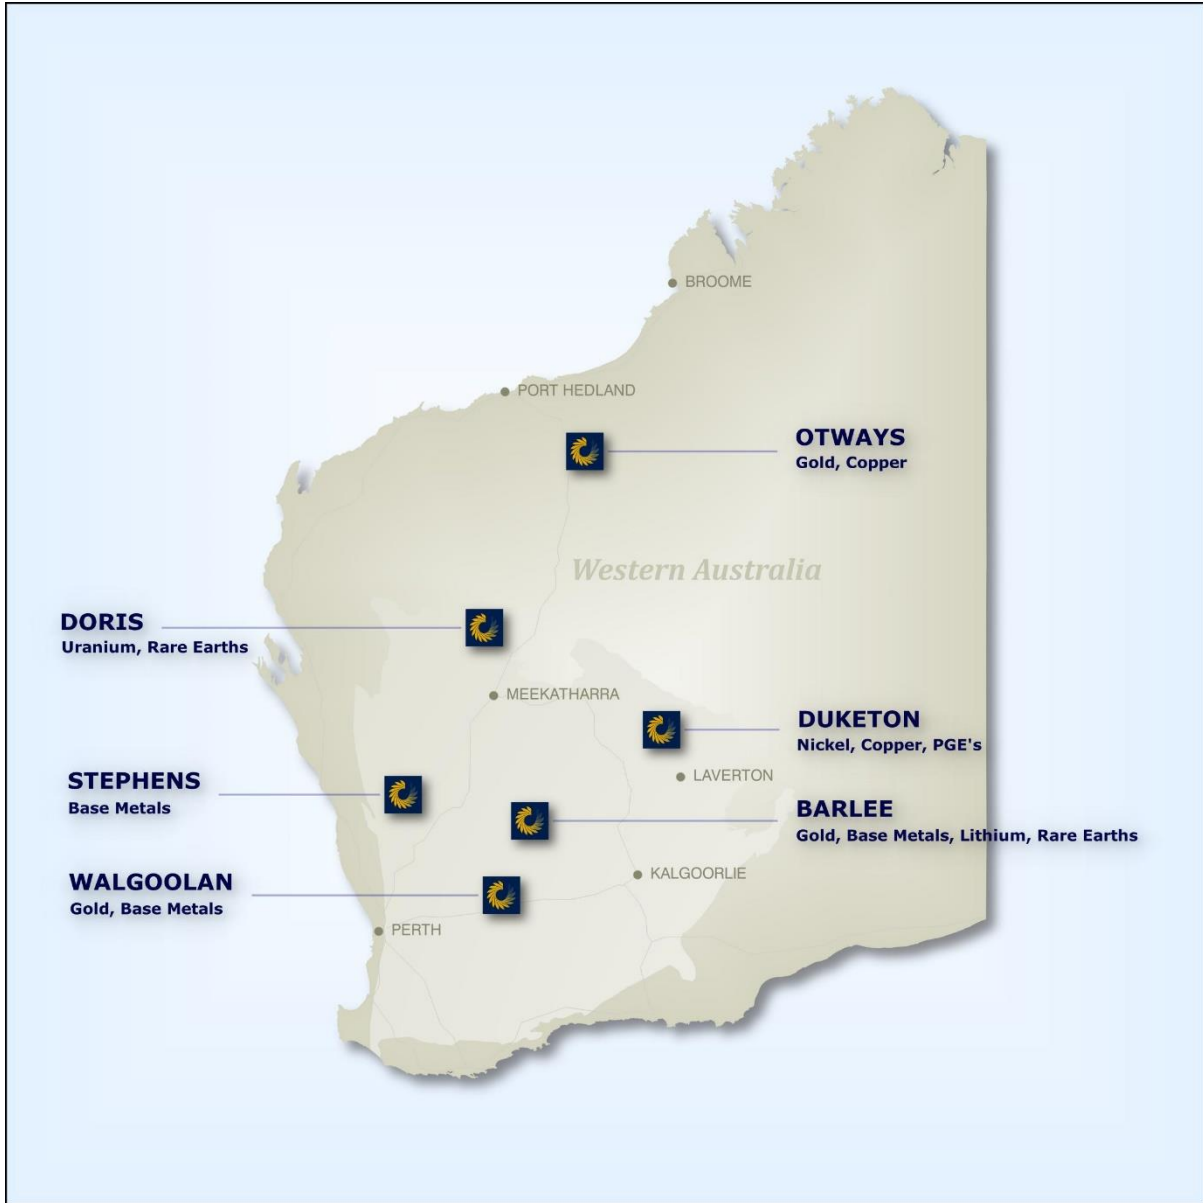 BROOME
PORT HEDLAND
OTWAYS
Gold, Copper
Western Australia
DORIS
Uranium, Rare Earths
MEEKATHARRA
DUKETON
Nickel, Copper, PGE's
STEPHENS
Base Metals
LAVERTON
BARLEE
Gold, Base Metals, Lithium, Rare Earths
WALGOOLAN
Gold, Base Metals
KALGOORLIE
PERTH